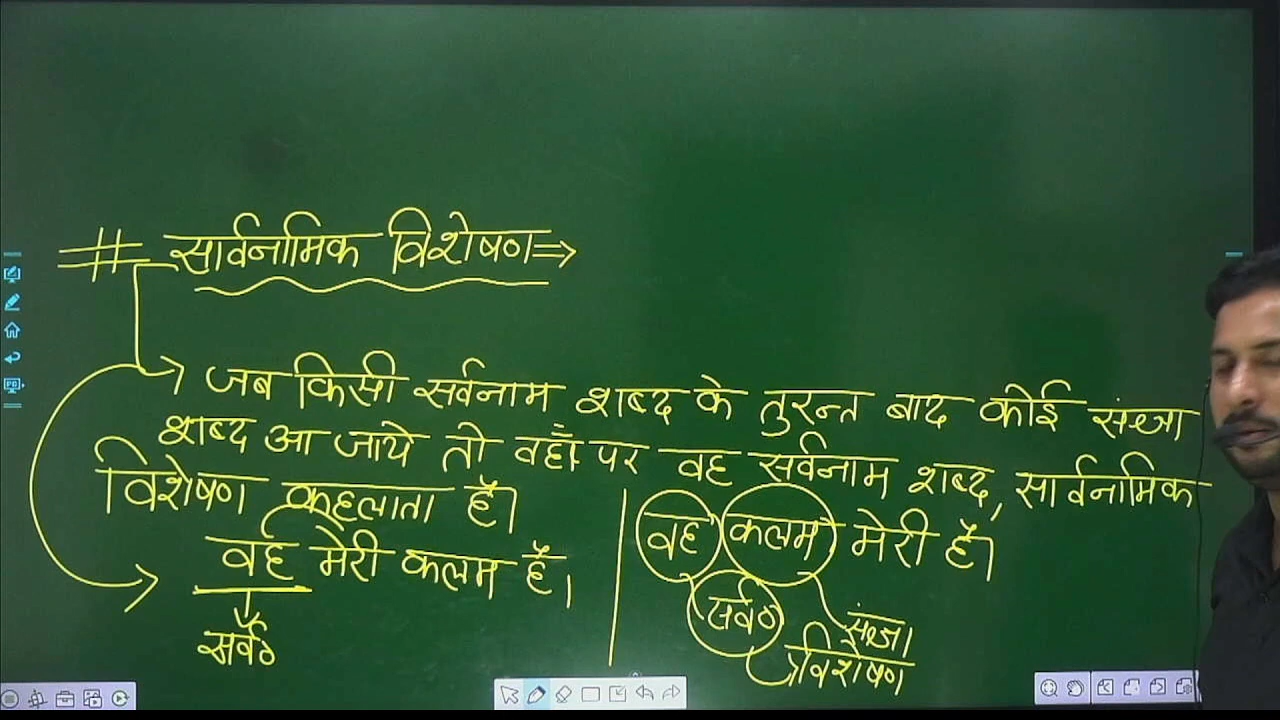 # सार्वनामिक विशेषण ⇒
→ जब किसी सर्वनाम शब्द के तुरन्त बाद कोई संज्ञा
शब्द आ जाये तो वहाँ पर वह सर्वनाम शब्द, सार्वनामिक
विशेषण कहलाता है।
वह मेरी कलम है।
सर्व०
वह कलम मेरी है।
सर्व०
संज्ञा
विशेषण